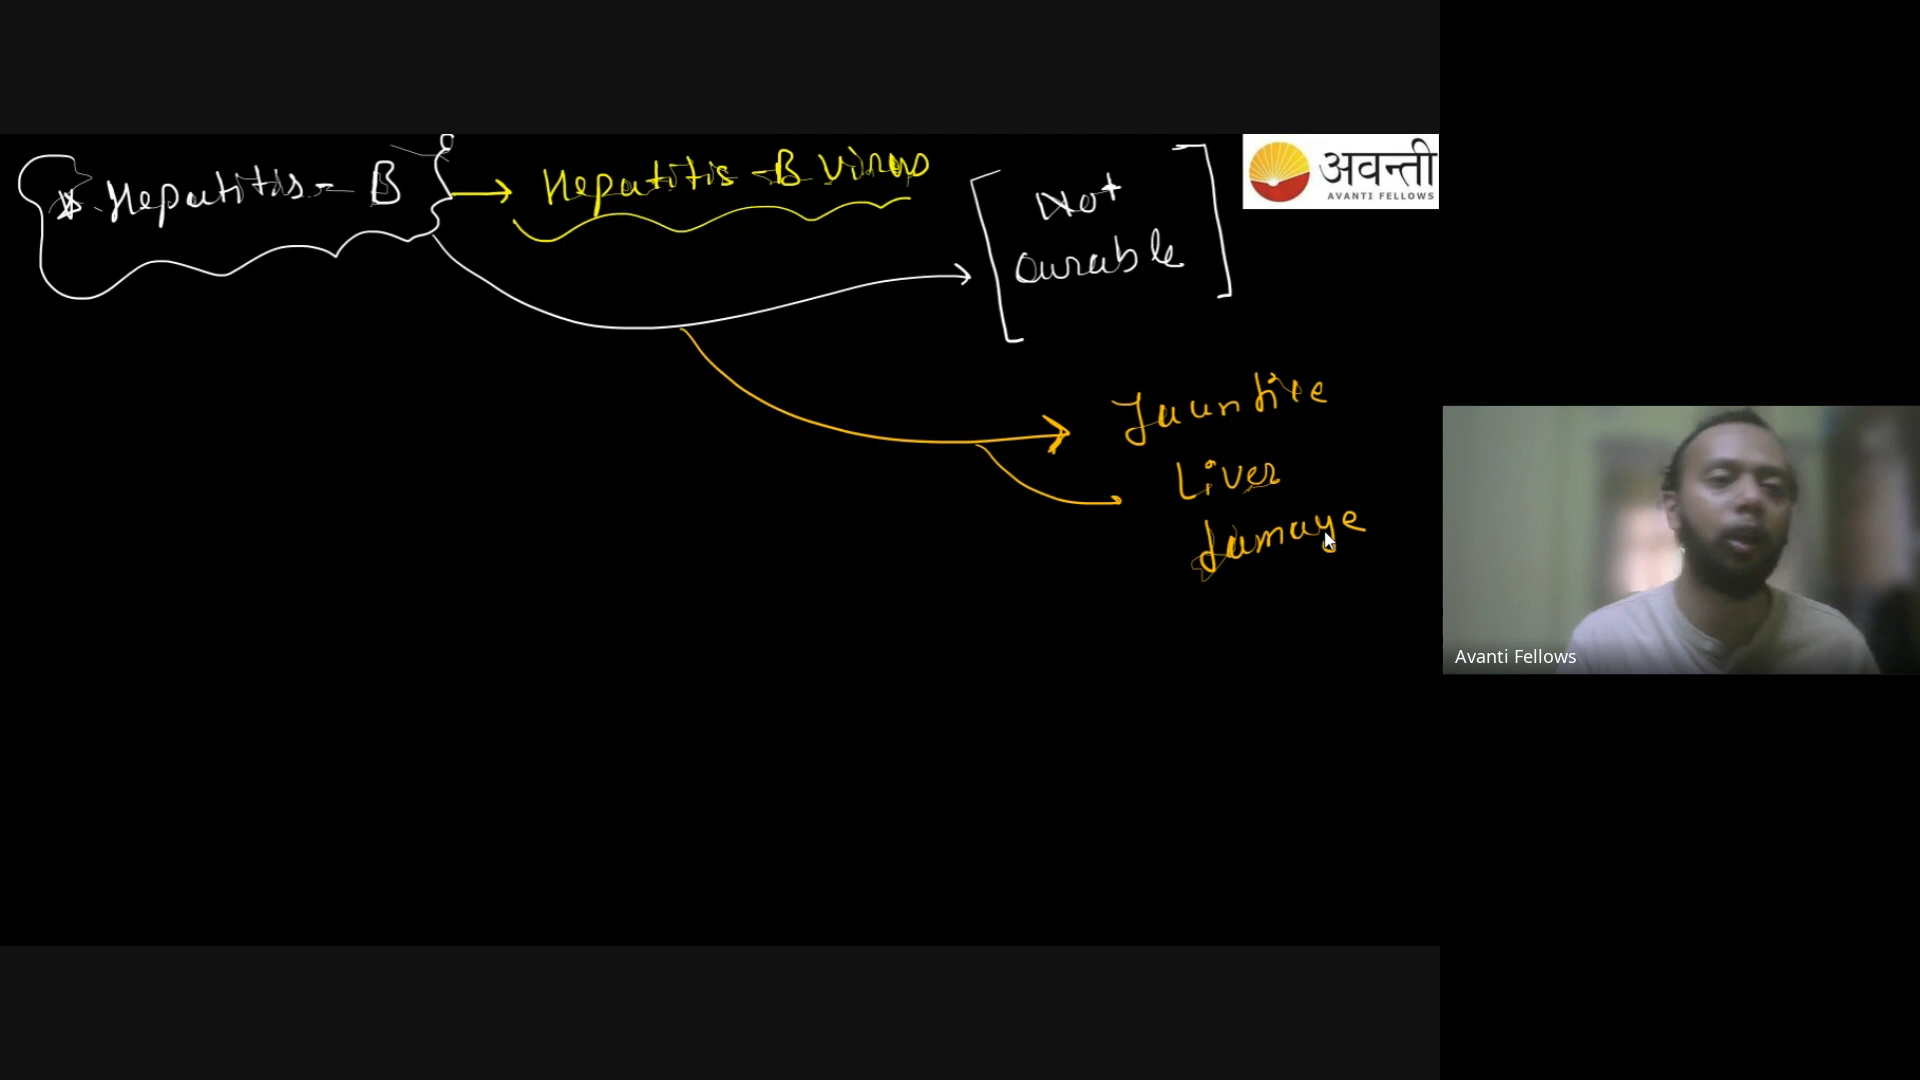 * Hepatitis - B
Hepatitis - B Virus
Not
Curable
Jaundice
Liver
damage
अवन्ती
AVANTI FELLOWS
Avanti Fellows